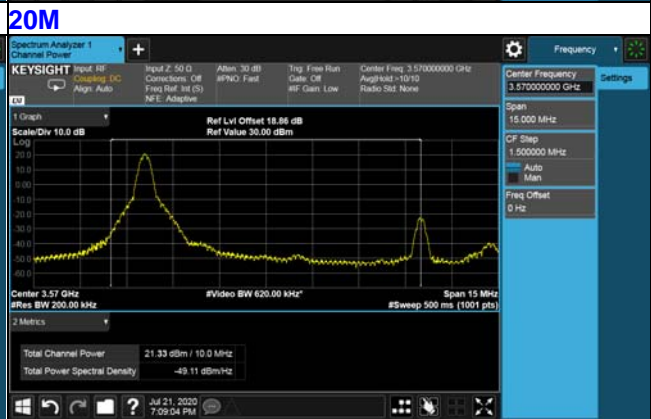 20M
Spectrum Analyzer 1
Channel Power
Frequency
KEYSIGHT
Input: RF
Coupling: DC
Align: Auto
Input Z: 50 Ω
Corrections: Off
Freq Ref: Int (S)
NFE: Adaptive
Atten: 30 dB
#PNO: Fast
Trig: Free Run
Gate: Off
#IF Gain: Low
Center Freq: 3.570000000 GHz
Avg|Hold:>10/10
Radio Std: None
Center Frequency
3.570000000 GHz
Settings
Span
15.000 MHz
CF Step
1.500000 MHz
Auto
Man
Freq Offset
0 Hz
1 Graph
Scale/Div 10.0 dB
Ref Lvl Offset 18.86 dB
Ref Value 30.00 dBm
Log
20.0
10.0
0.00
-10.0
-20.0
-30.0
-40.0
-50.0
-60.0
Center 3.57 GHz
#Video BW 620.00 kHz*
Span 15 MHz
#Res BW 200.00 kHz
#Sweep 500 ms (1001 pts)
2 Metrics
Total Channel Power 21.33 dBm / 10.0 MHz
Total Power Spectral Density -49.11 dBm/Hz
?
Jul 21, 2020
7:09:04 PM